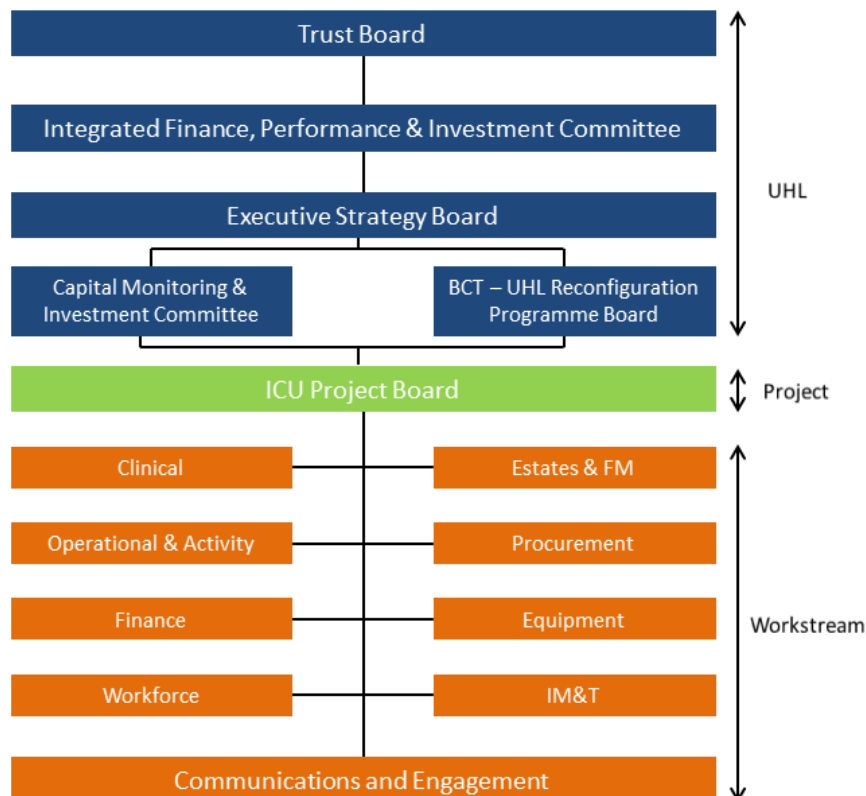 Trust Board
Integrated Finance, Performance & Investment Committee
UHL
Executive Strategy Board
Capital Monitoring &
Investment Committee
BCT – UHL Reconfiguration
Programme Board
ICU Project Board
Project
Clinical
Estates & FM
Operational & Activity
Procurement
Finance
Equipment
Workstream
Workforce
IM&T
Communications and Engagement